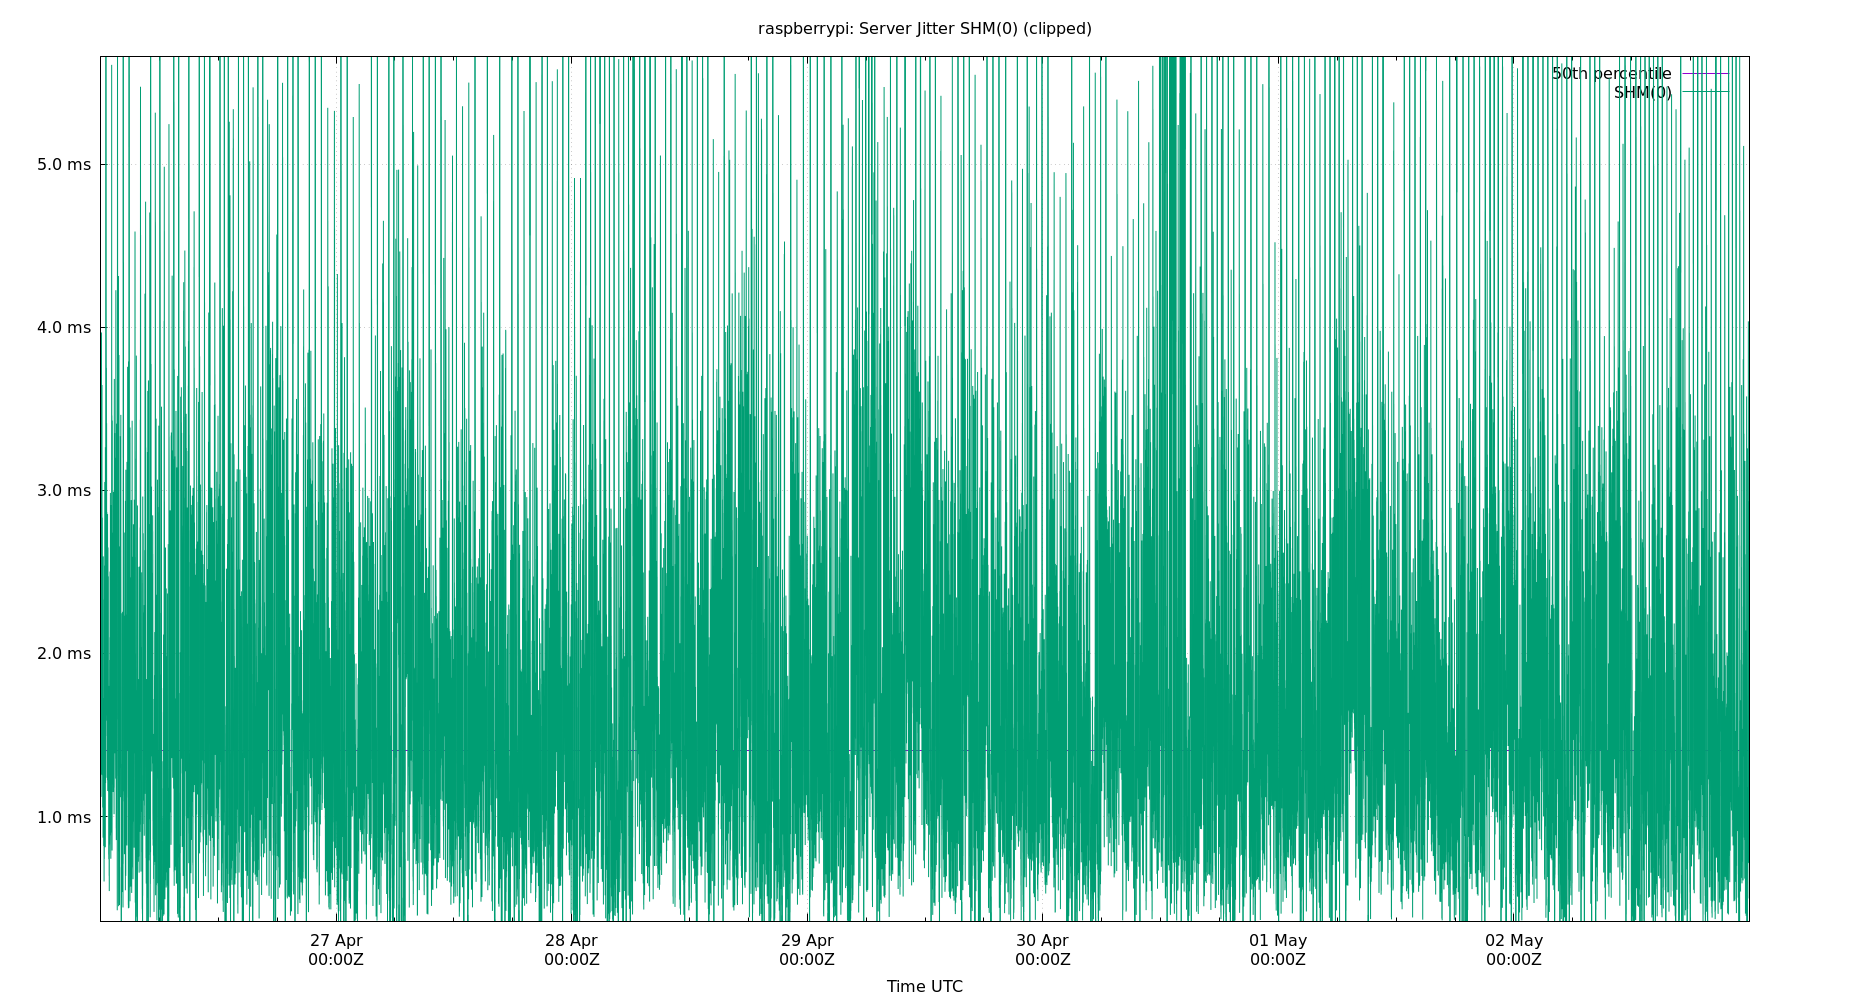 raspberrypi: Server Jitter SHM(0) (clipped)
50th percentile
SHM(0)
5.0 ms
4.0 ms
3.0 ms
2.0 ms
1.0 ms
27 Apr
00:00Z
28 Apr
00:00Z
29 Apr
00:00Z
30 Apr
00:00Z
01 May
00:00Z
02 May
00:00Z
Time UTC